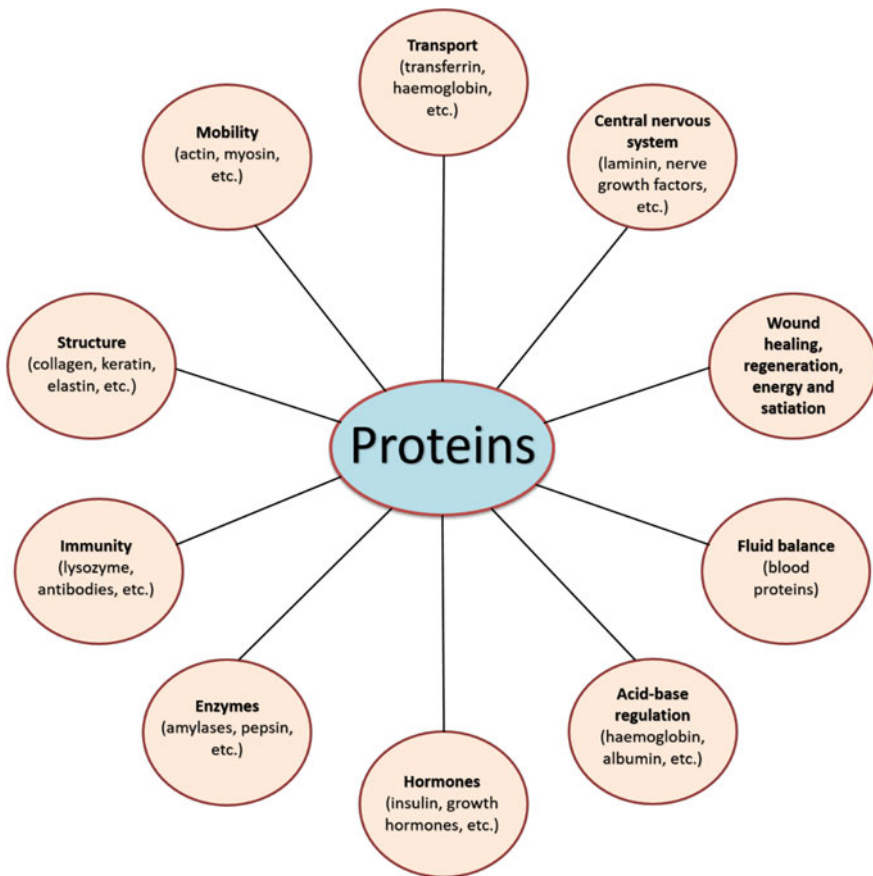 Transport
(transferrin,
haemoglobin,
etc.)
Central nervous
system
(laminin, nerve
growth factors,
etc.)
Wound
healing,
regeneration,
energy and
satiation
Fluid balance
(blood
proteins)
Acid-base
regulation
(haemoglobin,
albumin, etc.)
Hormones
(insulin, growth
hormones, etc.)
Enzymes
(amylases, pepsin,
etc.)
Immunity
(lysozyme,
antibodies, etc.)
Structure
(collagen, keratin,
elastin, etc.)
Mobility
(actin, myosin,
etc.)
Proteins